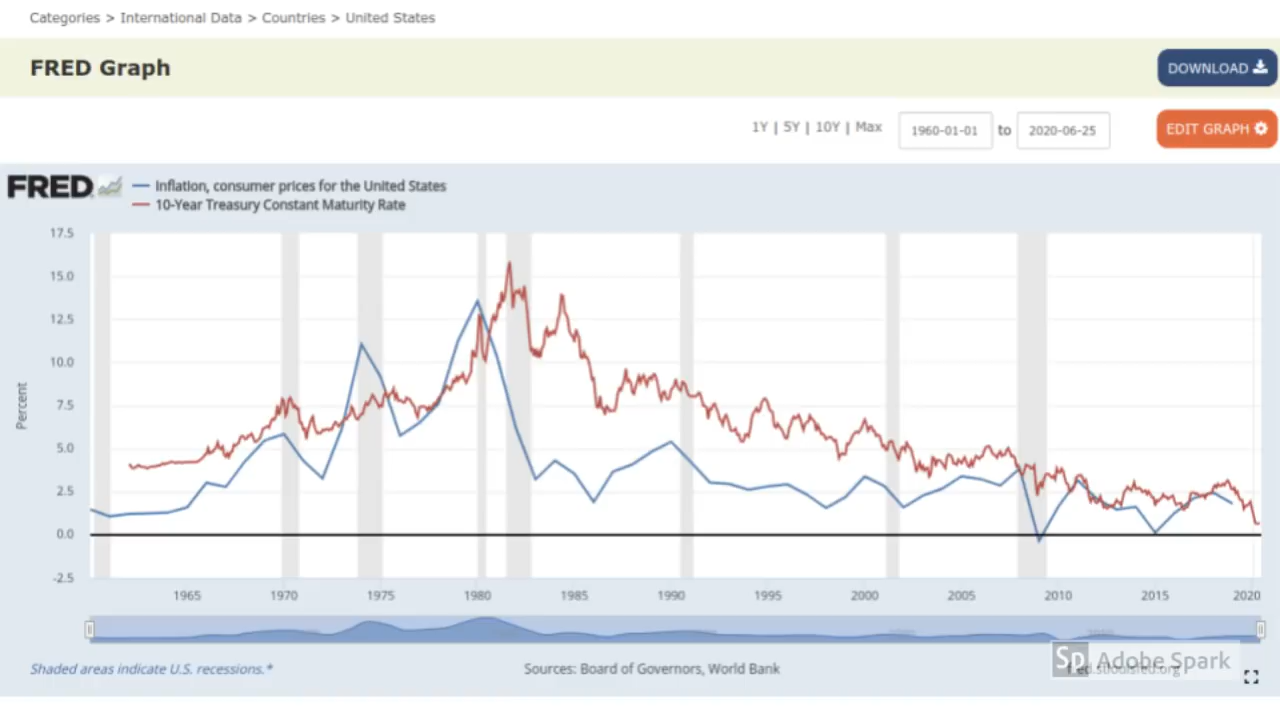 Categories > International Data > Countries > United States
FRED Graph
DOWNLOAD
1Y | 5Y | 10Y | Max
1960-01-01 to 2020-06-25
EDIT GRAPH
FRED
Inflation, consumer prices for the United States
10-Year Treasury Constant Maturity Rate
17.5
15.0
12.5
10.0
7.5
5.0
2.5
0.0
-2.5
Percent
1965 1970 1975 1980 1985 1990 1995 2000 2005 2010 2015 2020
Shaded areas indicate U.S. recessions.*
Sources: Board of Governors, World Bank
Sp Adobe Spark